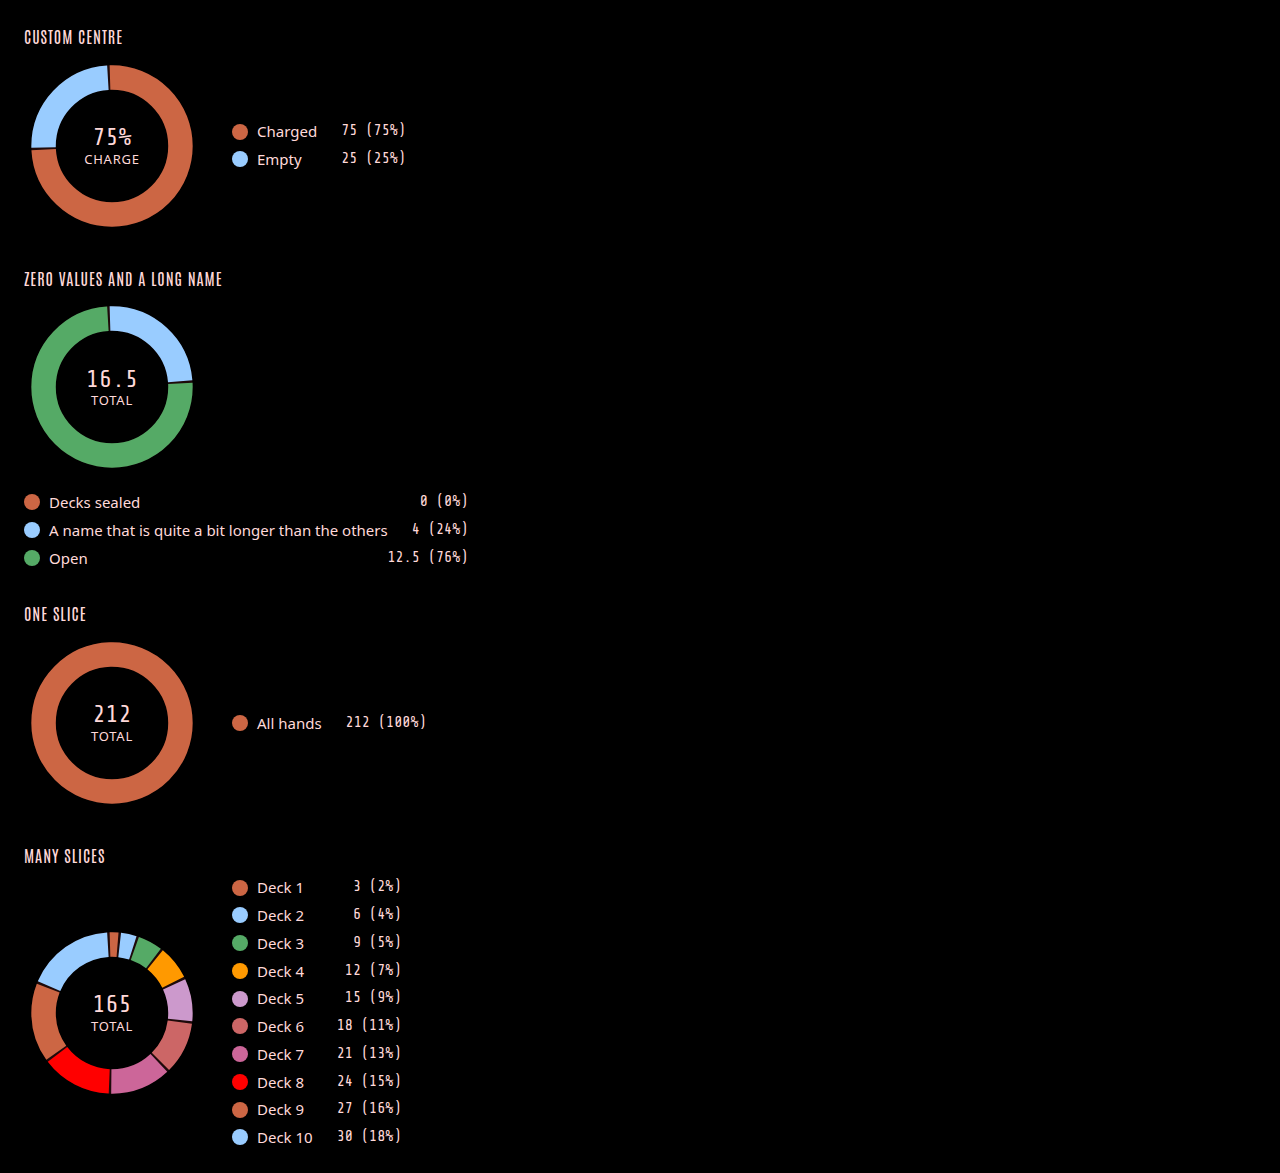 CUSTOM CENTRE
75%
CHARGE
Charged 75 (75%)
Empty 25 (25%)
ZERO VALUES AND A LONG NAME
16.5
TOTAL
Decks sealed 0 (0%)
A name that is quite a bit longer than the others 4 (24%)
Open 12.5 (76%)
ONE SLICE
212
TOTAL
All hands 212 (100%)
MANY SLICES
165
TOTAL
Deck 1 3 (2%)
Deck 2 6 (4%)
Deck 3 9 (5%)
Deck 4 12 (7%)
Deck 5 15 (9%)
Deck 6 18 (11%)
Deck 7 21 (13%)
Deck 8 24 (15%)
Deck 9 27 (16%)
Deck 10 30 (18%)